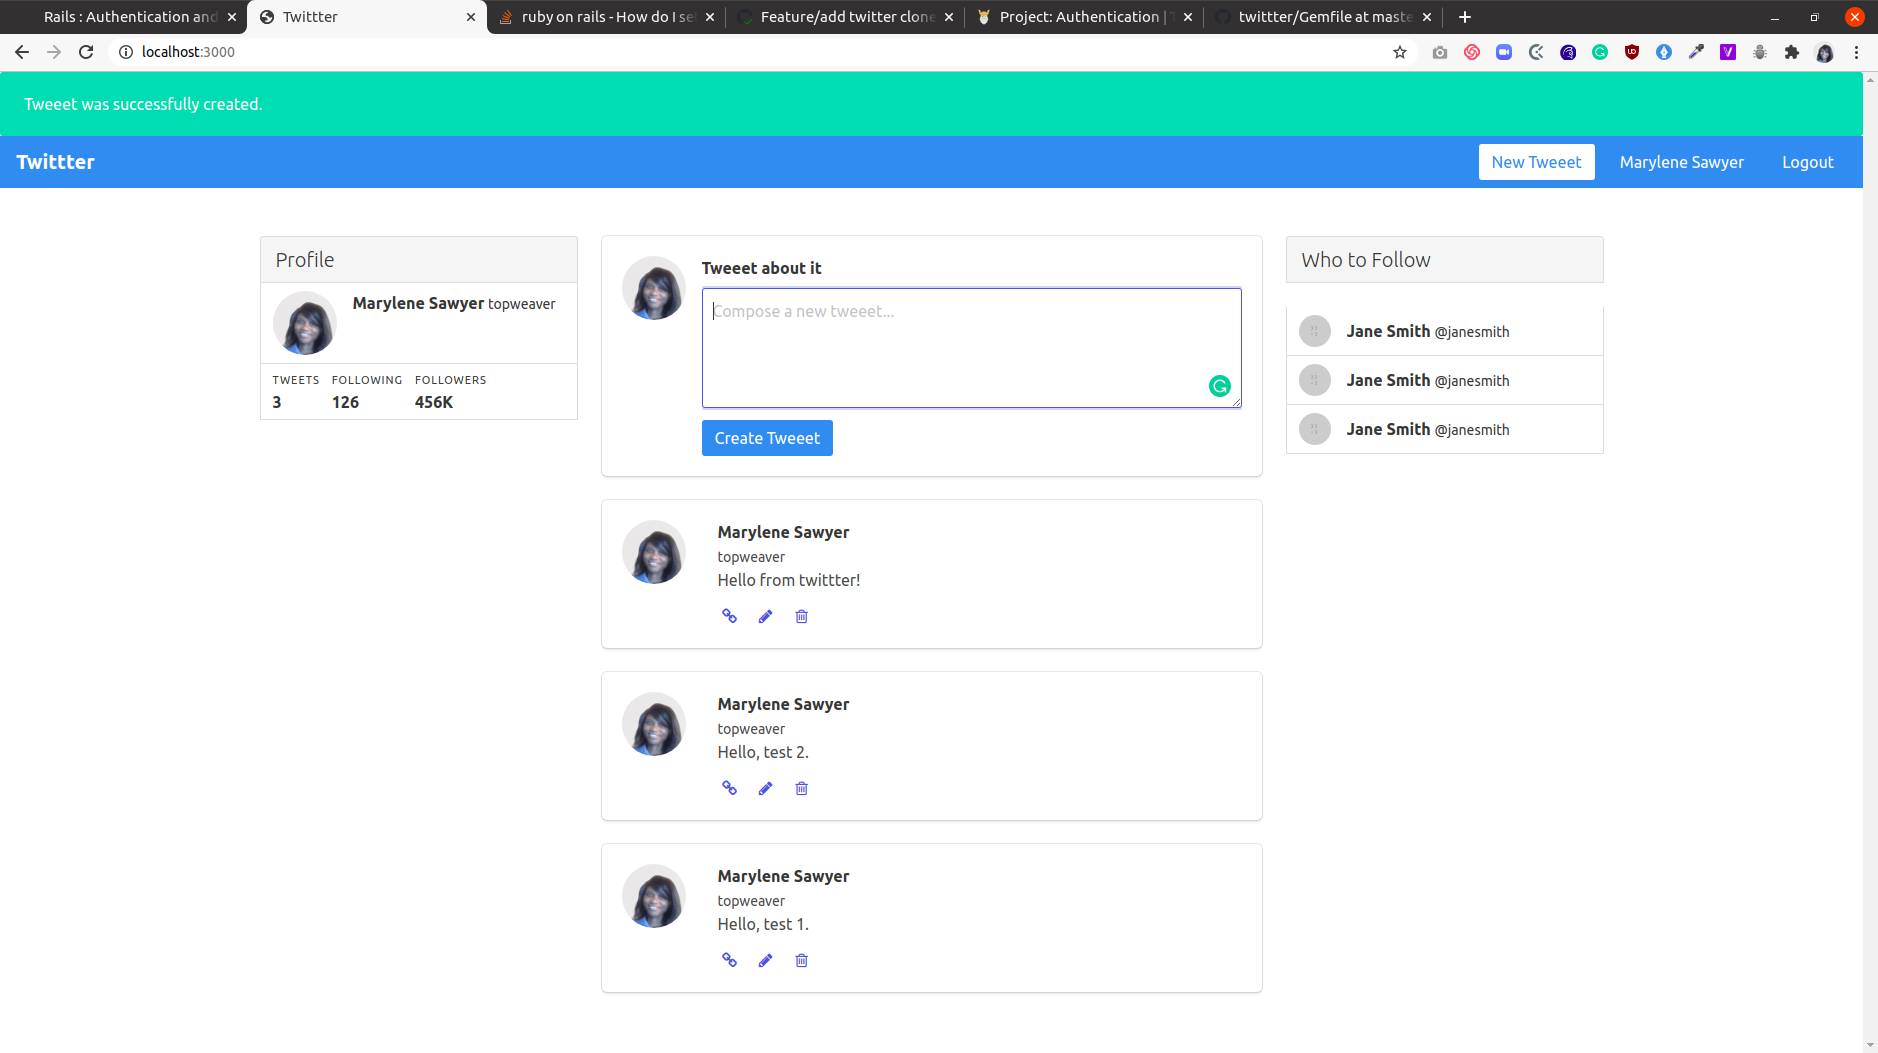 Rails : Authentication and
Twittter
ruby on rails - How do I se
Feature/add twitter clone
Project: Authentication |
twittter/Gemfile at maste
localhost:3000
Tweeet was successfully created.
Twittter
New Tweeet
Marylene Sawyer
Logout
Profile
Marylene Sawyer topweaver
TWEETS FOLLOWING FOLLOWERS
3 126 456K
Tweeet about it
Compose a new tweeet...
Create Tweeet
Marylene Sawyer
topweaver
Hello from twittter!
Marylene Sawyer
topweaver
Hello, test 2.
Marylene Sawyer
topweaver
Hello, test 1.
Who to Follow
Jane Smith @janesmith
Jane Smith @janesmith
Jane Smith @janesmith